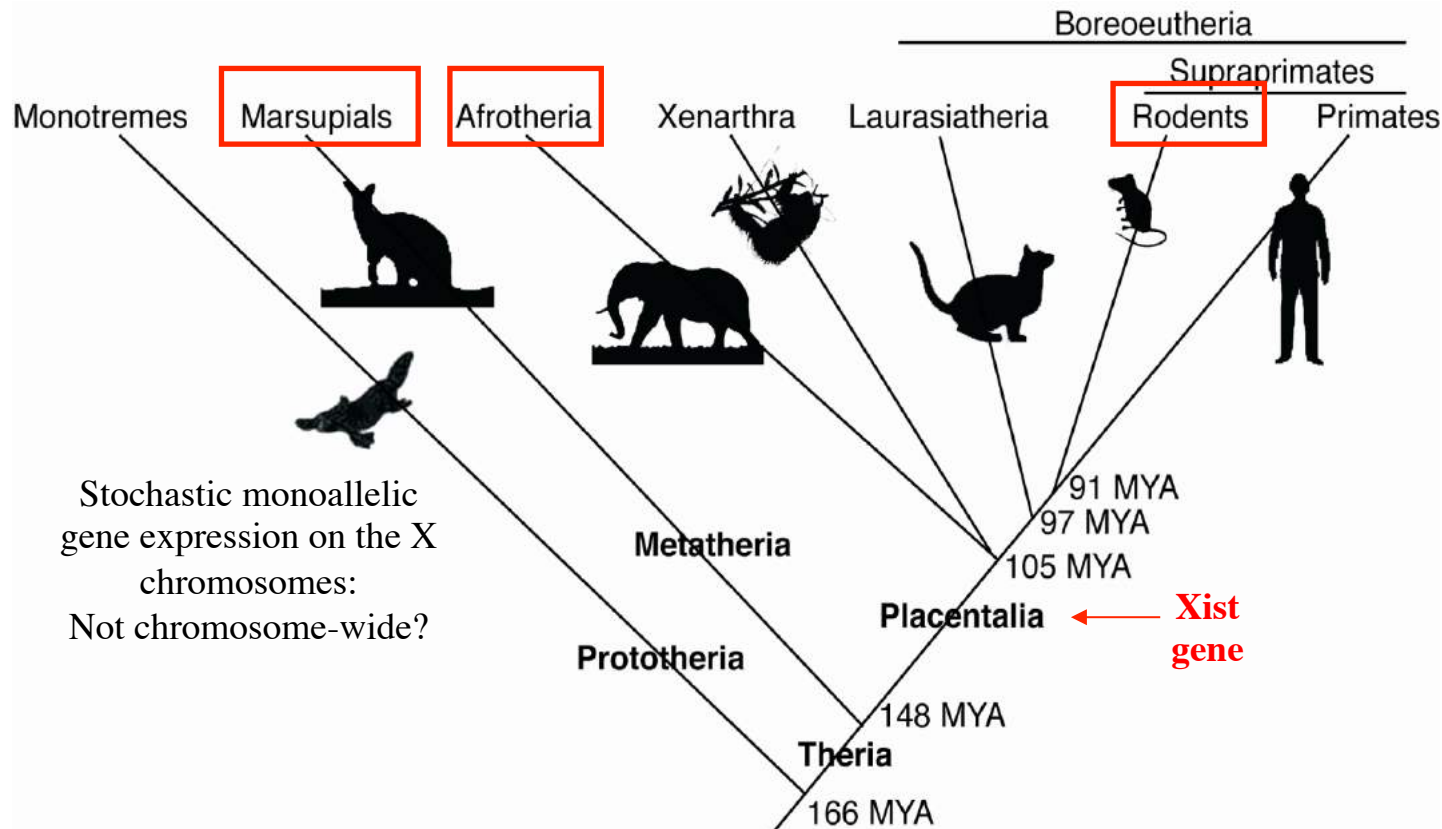 Boreoeutheria
Supraprimates
Monotremes Marsupials Afrotheria Xenarthra Laurasiatheria Rodents Primates
Stochastic monoallelic
gene expression on the X
chromosomes:
Not chromosome-wide?
91 MYA
97 MYA
Metatheria
105 MYA
Placentalia
Xist
gene
Prototheria
148 MYA
Theria
166 MYA